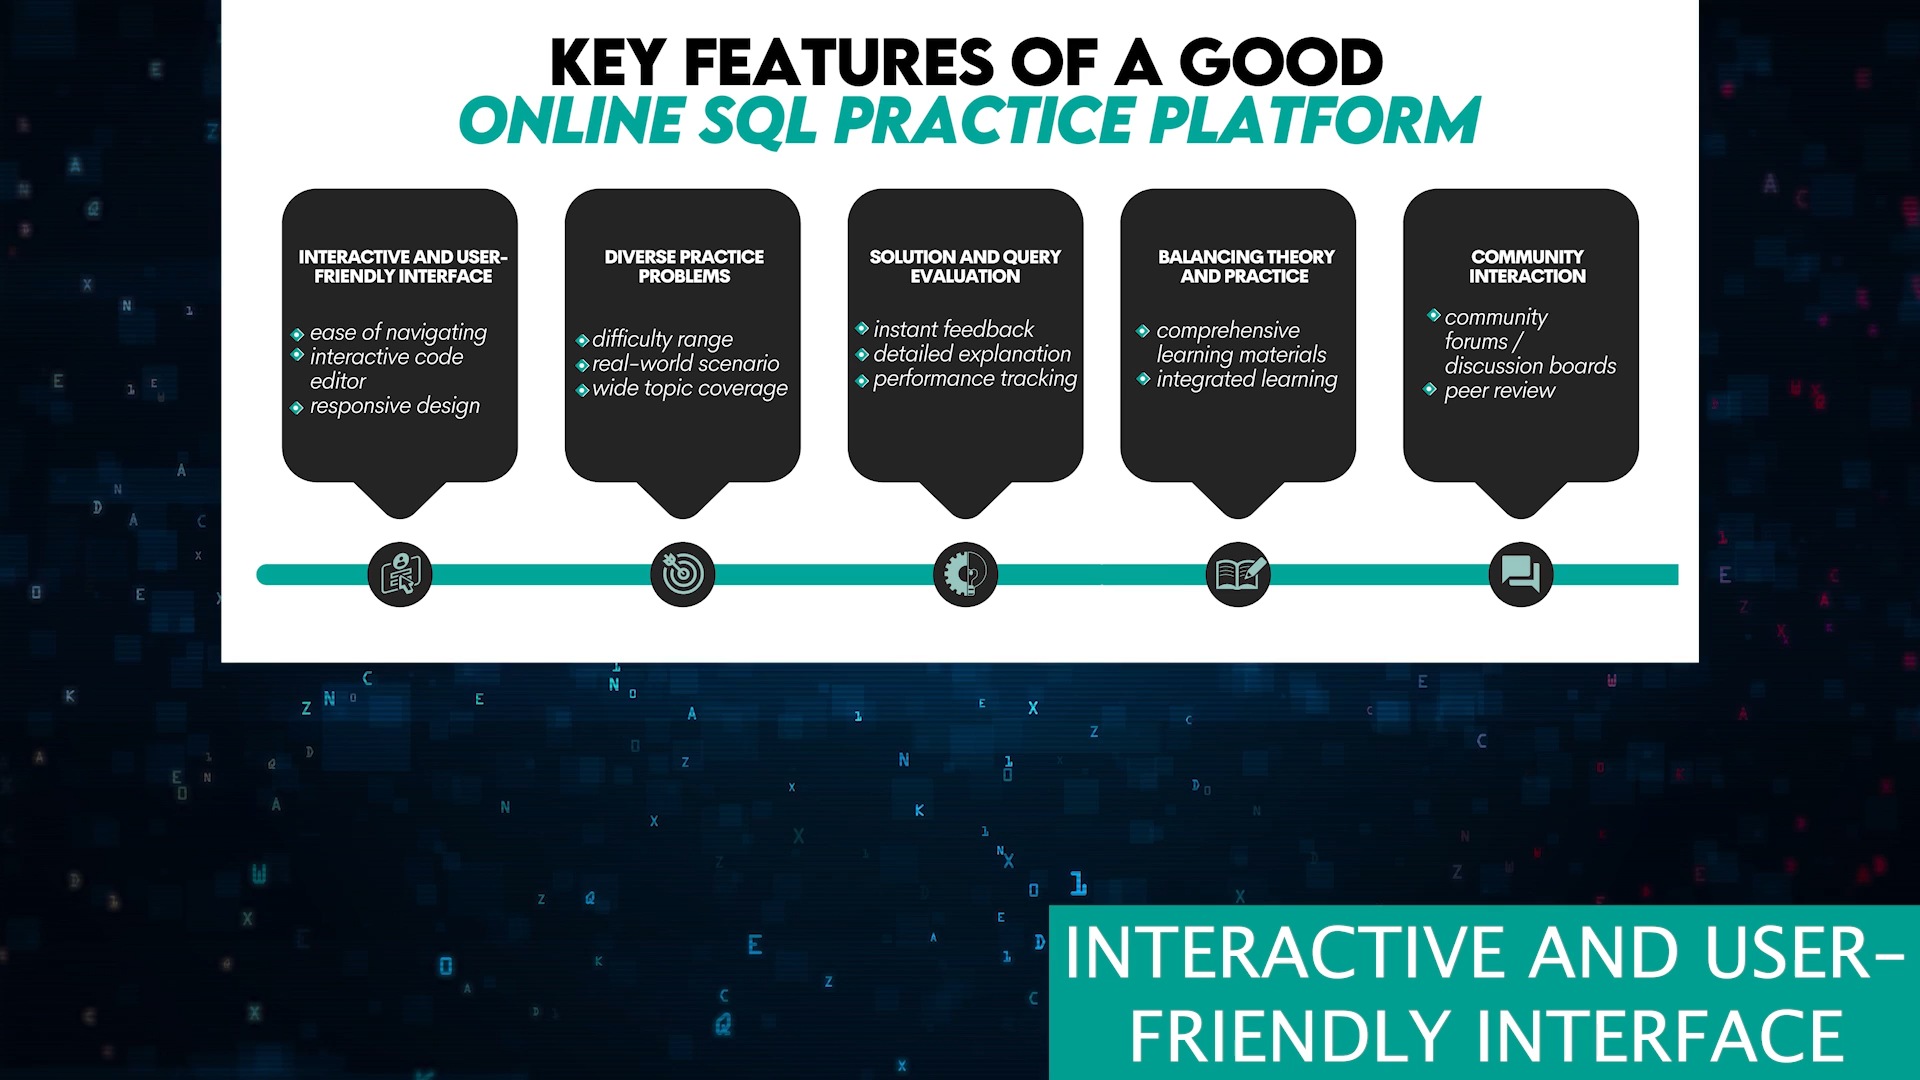 KEY FEATURES OF A GOOD
ONLINE SQL PRACTICE PLATFORM
INTERACTIVE AND USER-
FRIENDLY INTERFACE
ease of navigating
interactive code
editor
responsive design
DIVERSE PRACTICE
PROBLEMS
difficulty range
real-world scenario
wide topic coverage
SOLUTION AND QUERY
EVALUATION
instant feedback
detailed explanation
performance tracking
BALANCING THEORY
AND PRACTICE
comprehensive
learning materials
integrated learning
COMMUNITY
INTERACTION
community
forums /
discussion boards
peer review
INTERACTIVE AND USER-
FRIENDLY INTERFACE